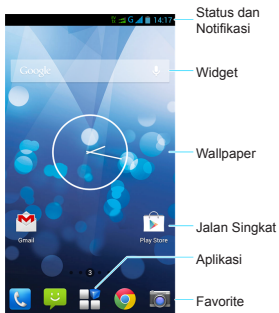 G 14:17
Status dan
Notifikasi
Google
Widget
Wallpaper
Gmail
Play Store
Jalan Singkat
3
Aplikasi
Favorite